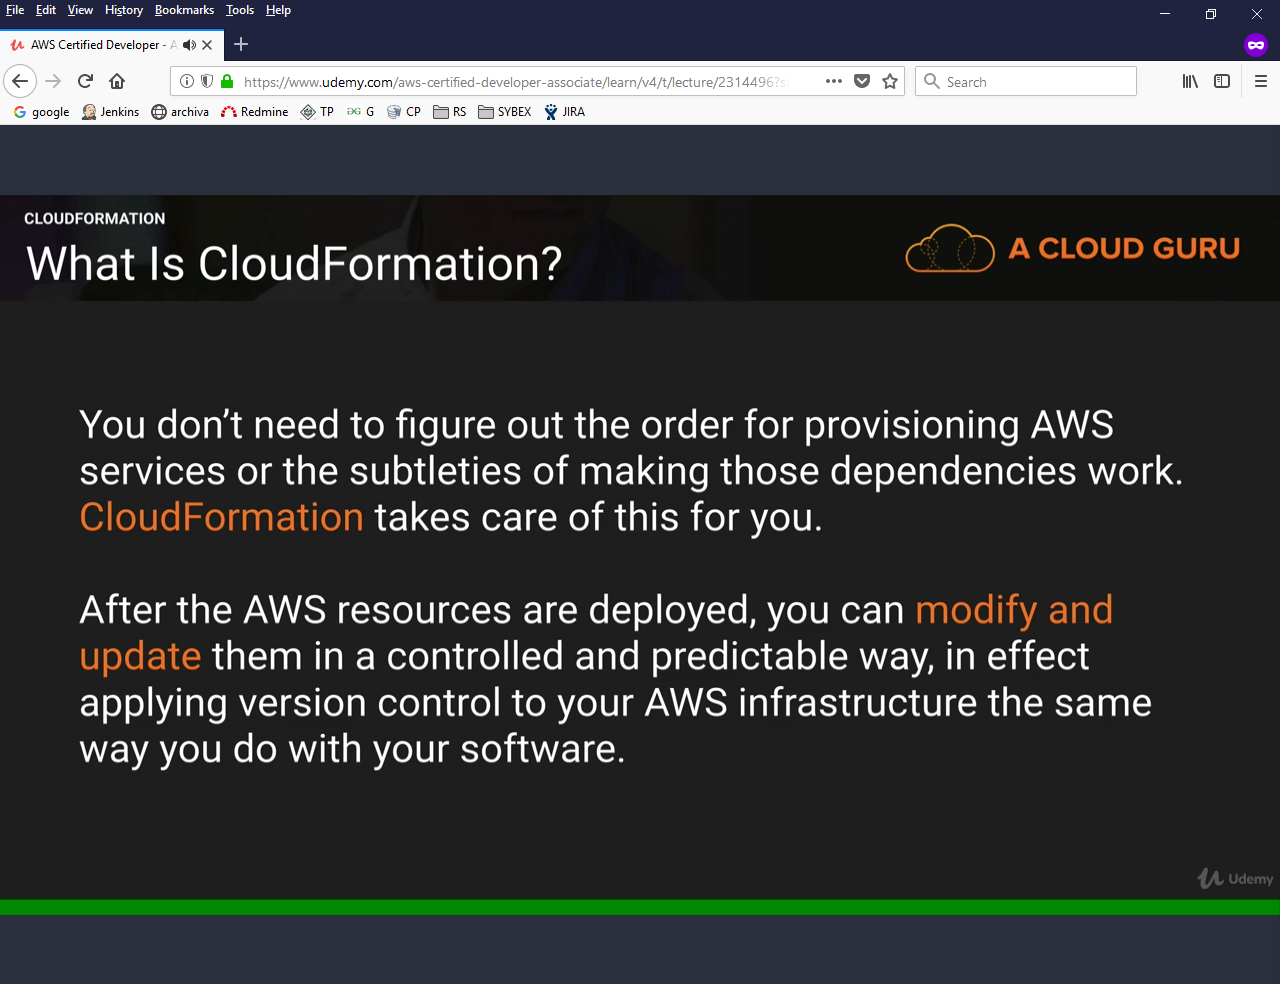 File Edit View History Bookmarks Tools Help
AWS Certified Developer - A
https://www.udemy.com/aws-certified-developer-associate/learn/v4/t/lecture/2314496?s
Search
google Jenkins archiva Redmine TP G CP RS SYBEX JIRA
CLOUDFORMATION
What Is CloudFormation?
A CLOUD GURU
You don’t need to figure out the order for provisioning AWS
services or the subtleties of making those dependencies work.
CloudFormation takes care of this for you.
After the AWS resources are deployed, you can modify and
update them in a controlled and predictable way, in effect
applying version control to your AWS infrastructure the same
way you do with your software.
Udemy